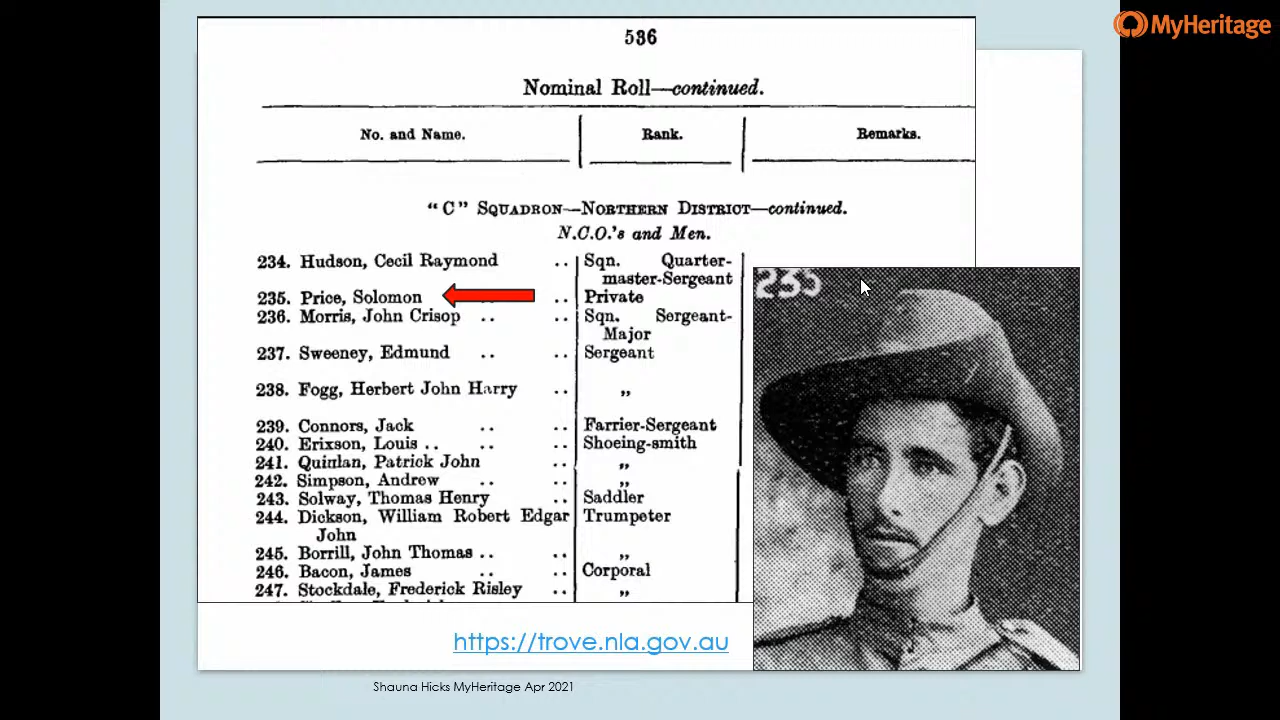 MyHeritage
536
Nominal Roll—continued.
No. and Name. Rank. Remarks.
"C" SQUADRON—NORTHERN DISTRICT—continued.
N.C.O.'s and Men.
234. Hudson, Cecil Raymond .. Sqn. Quarter-
master-Sergeant
235. Price, Solomon .. .. Private
236. Morris, John Crisop .. .. Sqn. Sergeant-
Major
237. Sweeney, Edmund .. .. Sergeant
238. Fogg, Herbert John Harry .. „
239. Connors, Jack .. .. Farrier-Sergeant
240. Erixson, Louis .. .. .. Shoeing-smith
241. Quinlan, Patrick John .. „
242. Simpson, Andrew .. .. „
243. Solway, Thomas Henry .. Saddler
244. Dickson, William Robert Edgar Trumpeter
John
245. Borrill, John Thomas .. .. „
246. Bacon, James .. .. Corporal
247. Stockdale, Frederick Risley .. „
235
https://trove.nla.gov.au
Shauna Hicks MyHeritage Apr 2021